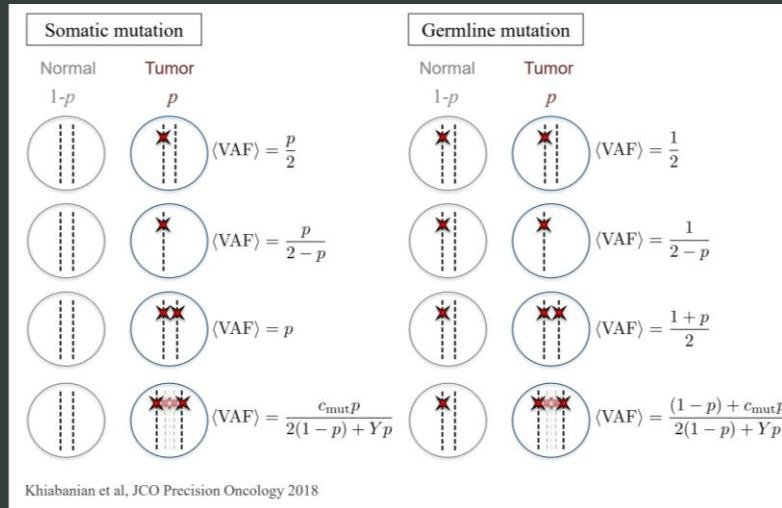 Somatic mutation
Normal Tumor
1-p p
⟨VAF⟩ = p/2
⟨VAF⟩ = p/(2 − p)
⟨VAF⟩ = p
⟨VAF⟩ = c_mut p/(2(1 − p) + Yp)
Germline mutation
Normal Tumor
1-p p
⟨VAF⟩ = 1/2
⟨VAF⟩ = 1/(2 − p)
⟨VAF⟩ = (1 + p)/2
⟨VAF⟩ = ((1 − p) + c_mut p)/(2(1 − p) + Yp)
Khiabanian et al, JCO Precision Oncology 2018